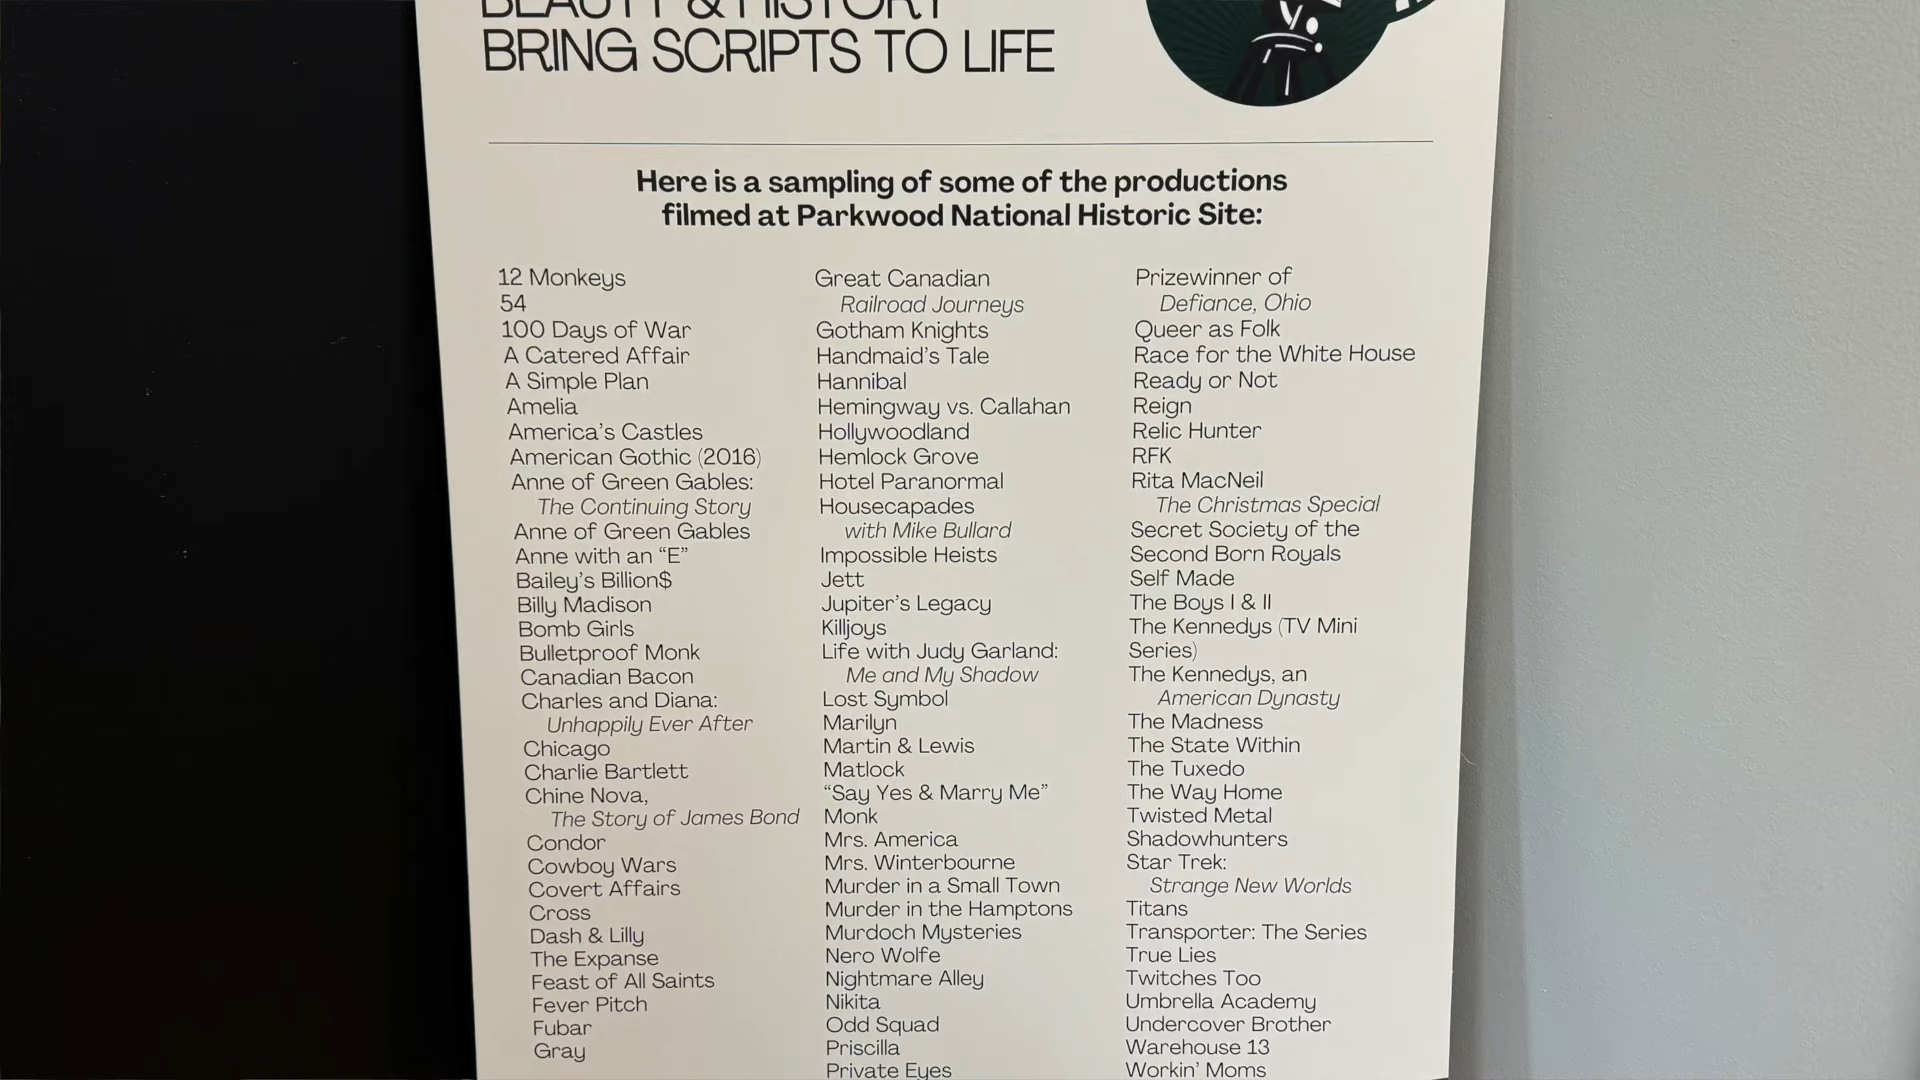 BEAUTY & HISTORY
BRING SCRIPTS TO LIFE
Here is a sampling of some of the productions
filmed at Parkwood National Historic Site:
12 Monkeys
54
100 Days of War
A Catered Affair
A Simple Plan
Amelia
America's Castles
American Gothic (2016)
Anne of Green Gables:
The Continuing Story
Anne of Green Gables
Anne with an “E”
Bailey's Billion$
Billy Madison
Bomb Girls
Bulletproof Monk
Canadian Bacon
Charles and Diana:
Unhappily Ever After
Chicago
Charlie Bartlett
Chine Nova,
The Story of James Bond
Condor
Cowboy Wars
Covert Affairs
Cross
Dash & Lilly
The Expanse
Feast of All Saints
Fever Pitch
Fubar
Gray
Great Canadian
Railroad Journeys
Gotham Knights
Handmaid's Tale
Hannibal
Hemingway vs. Callahan
Hollywoodland
Hemlock Grove
Hotel Paranormal
Housecapades
with Mike Bullard
Impossible Heists
Jett
Jupiter's Legacy
Killjoys
Life with Judy Garland:
Me and My Shadow
Lost Symbol
Marilyn
Martin & Lewis
Matlock
“Say Yes & Marry Me”
Monk
Mrs. America
Mrs. Winterbourne
Murder in a Small Town
Murder in the Hamptons
Murdoch Mysteries
Nero Wolfe
Nightmare Alley
Nikita
Odd Squad
Priscilla
Private Eyes
Prizewinner of
Defiance, Ohio
Queer as Folk
Race for the White House
Ready or Not
Reign
Relic Hunter
RFK
Rita MacNeil
The Christmas Special
Secret Society of the
Second Born Royals
Self Made
The Boys I & II
The Kennedys (TV Mini
Series)
The Kennedys, an
American Dynasty
The Madness
The State Within
The Tuxedo
The Way Home
Twisted Metal
Shadowhunters
Star Trek:
Strange New Worlds
Titans
Transporter: The Series
True Lies
Twitches Too
Umbrella Academy
Undercover Brother
Warehouse 13
Workin' Moms